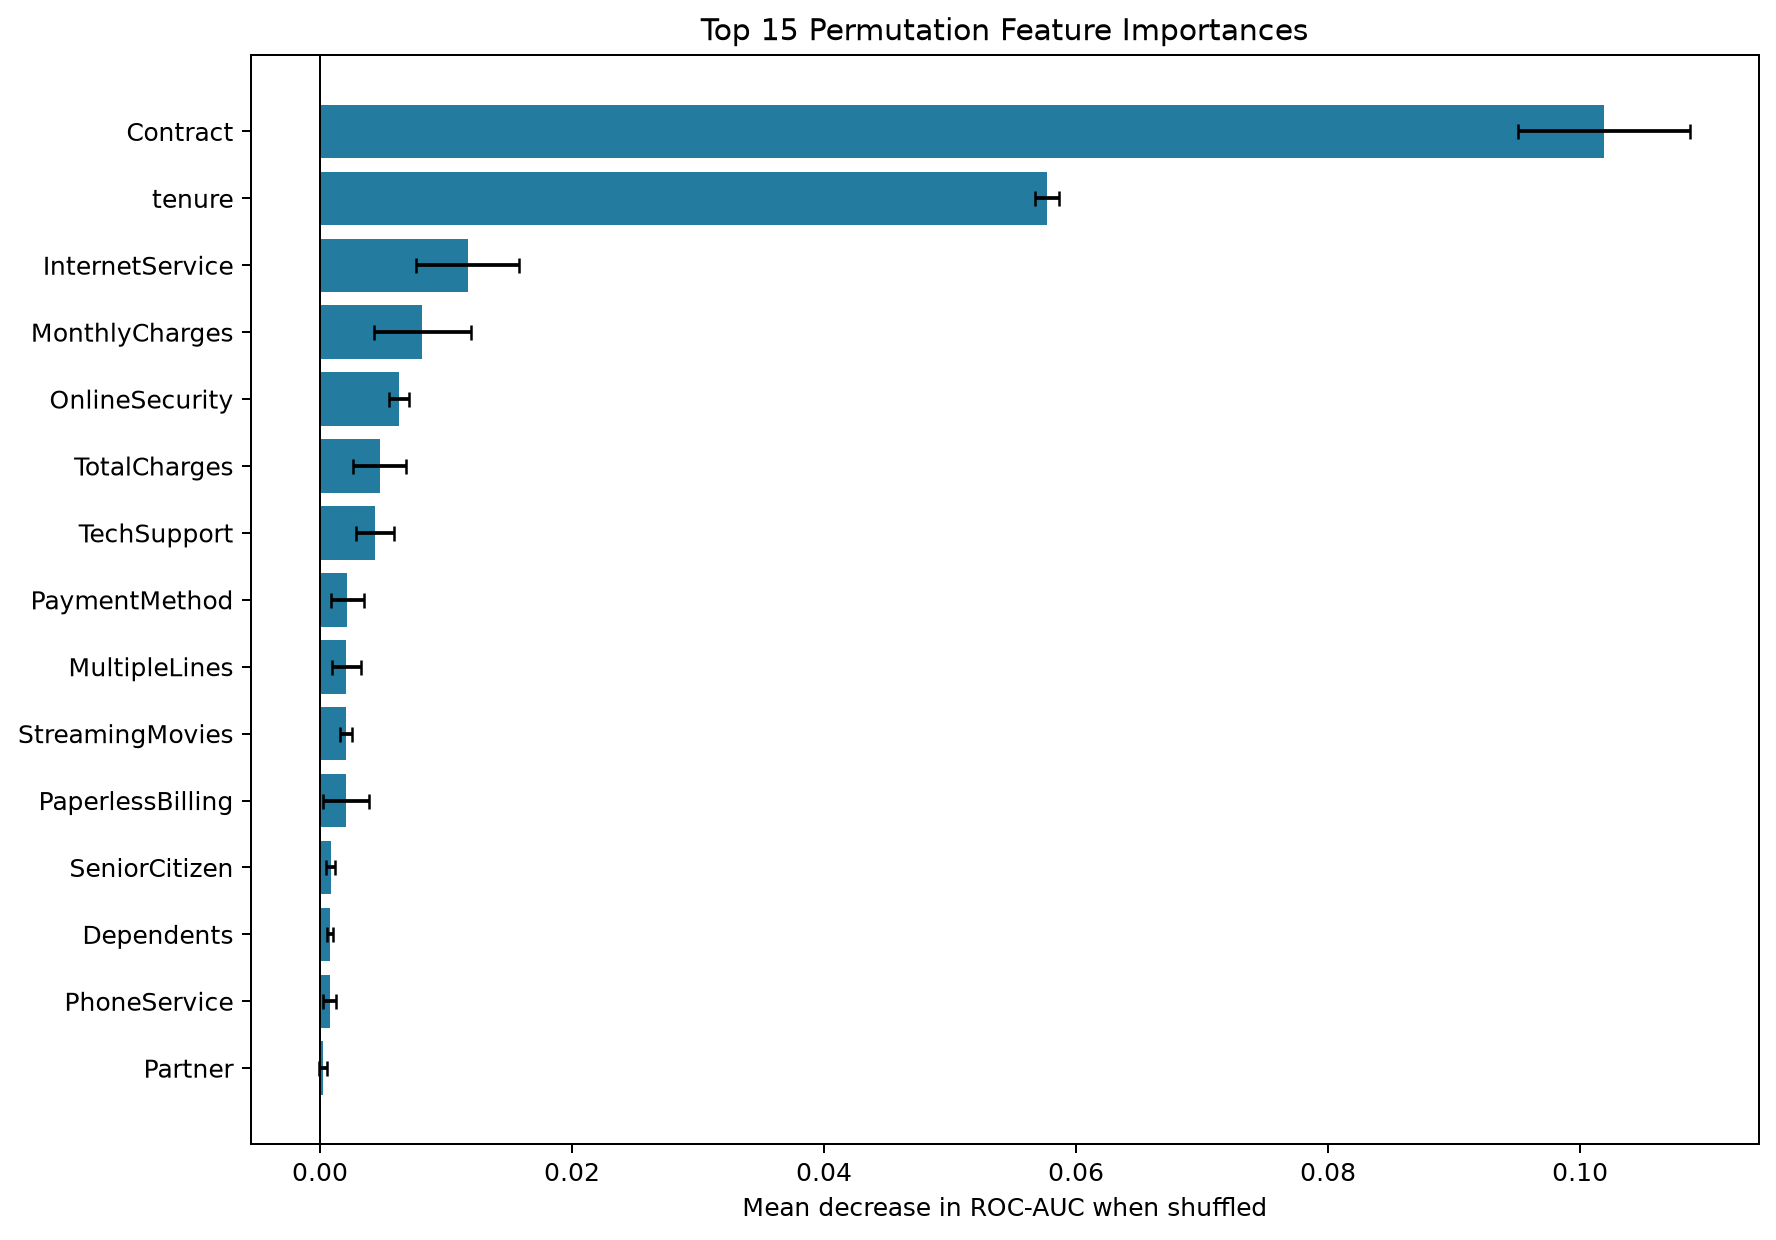 Top 15 Permutation Feature Importances
Contract
tenure
InternetService
MonthlyCharges
OnlineSecurity
TotalCharges
TechSupport
PaymentMethod
MultipleLines
StreamingMovies
PaperlessBilling
SeniorCitizen
Dependents
PhoneService
Partner
0.00 0.02 0.04 0.06 0.08 0.10
Mean decrease in ROC-AUC when shuffled